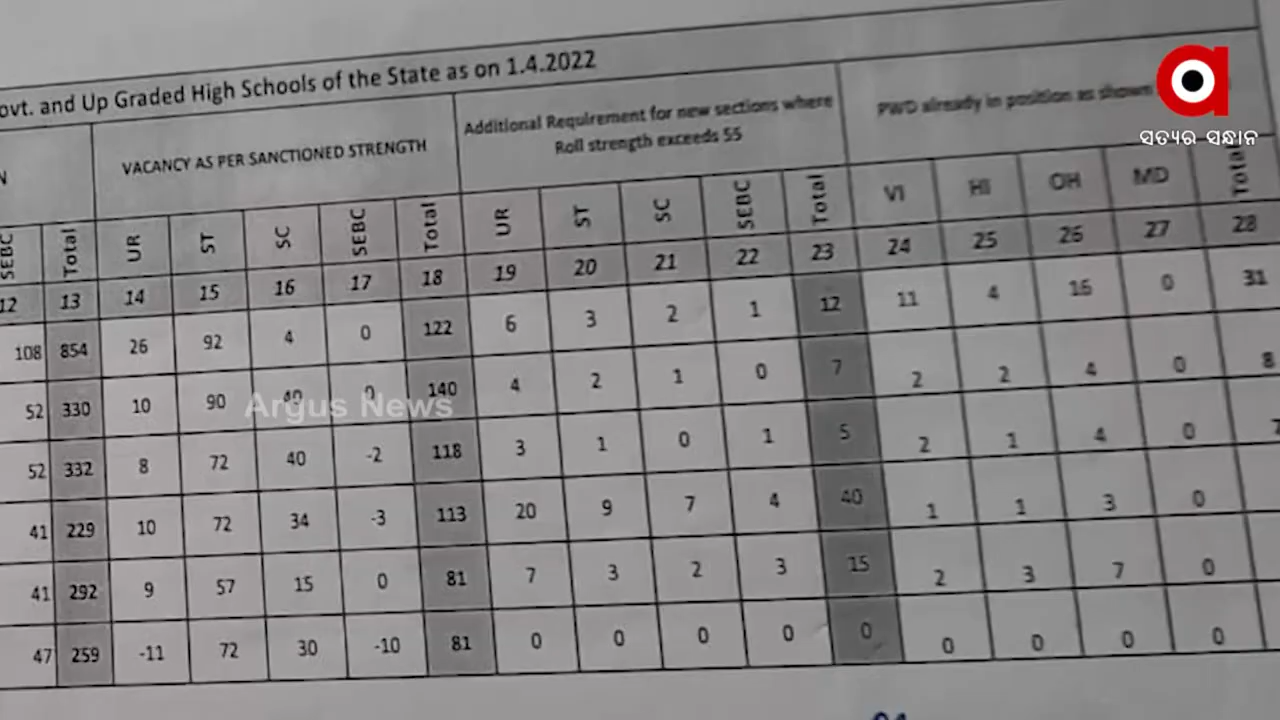 ovt. and Up Graded High Schools of the State as on 1.4.2022
N VACANCY AS PER SANCTIONED STRENGTH Additional Requirement for new sections where Roll strength exceeds 55 PWD already in position as shown
SEBC Total UR ST SC SEBC Total UR ST SC SEBC Total VI HI OH MD Total
12 13 14 15 16 17 18 19 20 21 22 23 24 25 26 27 28
108 854 26 92 4 0 122 6 3 2 1 12 11 4 16 0 31
52 330 10 90 40 0 140 4 2 1 0 7 2 2 4 0 8
52 332 8 72 40 -2 118 3 1 0 1 5 2 1 4 0 7
41 229 10 72 34 -3 113 20 9 7 4 40 1 1 3 0
41 292 9 57 15 0 81 7 3 2 3 15 2 3 7 0
47 259 -11 72 30 -10 81 0 0 0 0 0 0 0 0 0
Argus News
a
ସତ୍ୟର ସନ୍ଧାନ